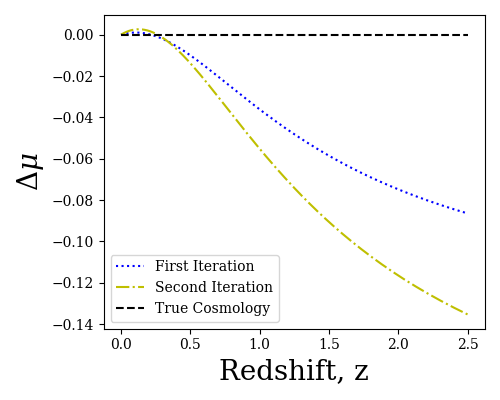 0.00
−0.02
−0.04
−0.06
−0.08
−0.10
−0.12
−0.14
Δμ
First Iteration
Second Iteration
True Cosmology
0.0 0.5 1.0 1.5 2.0 2.5
Redshift, z